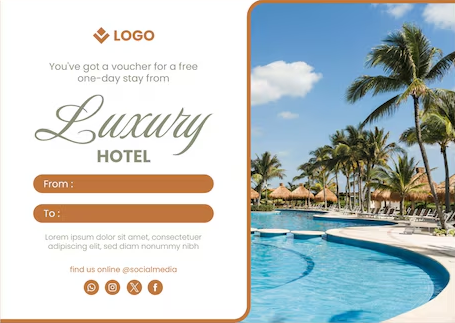 LOGO
You've got a voucher for a free
one-day stay from
Luxury
HOTEL
From :
To :
Lorem ipsum dolor sit amet, consectetuer
adipiscing elit, sed diam nonummy nibh
find us online @socialmedia